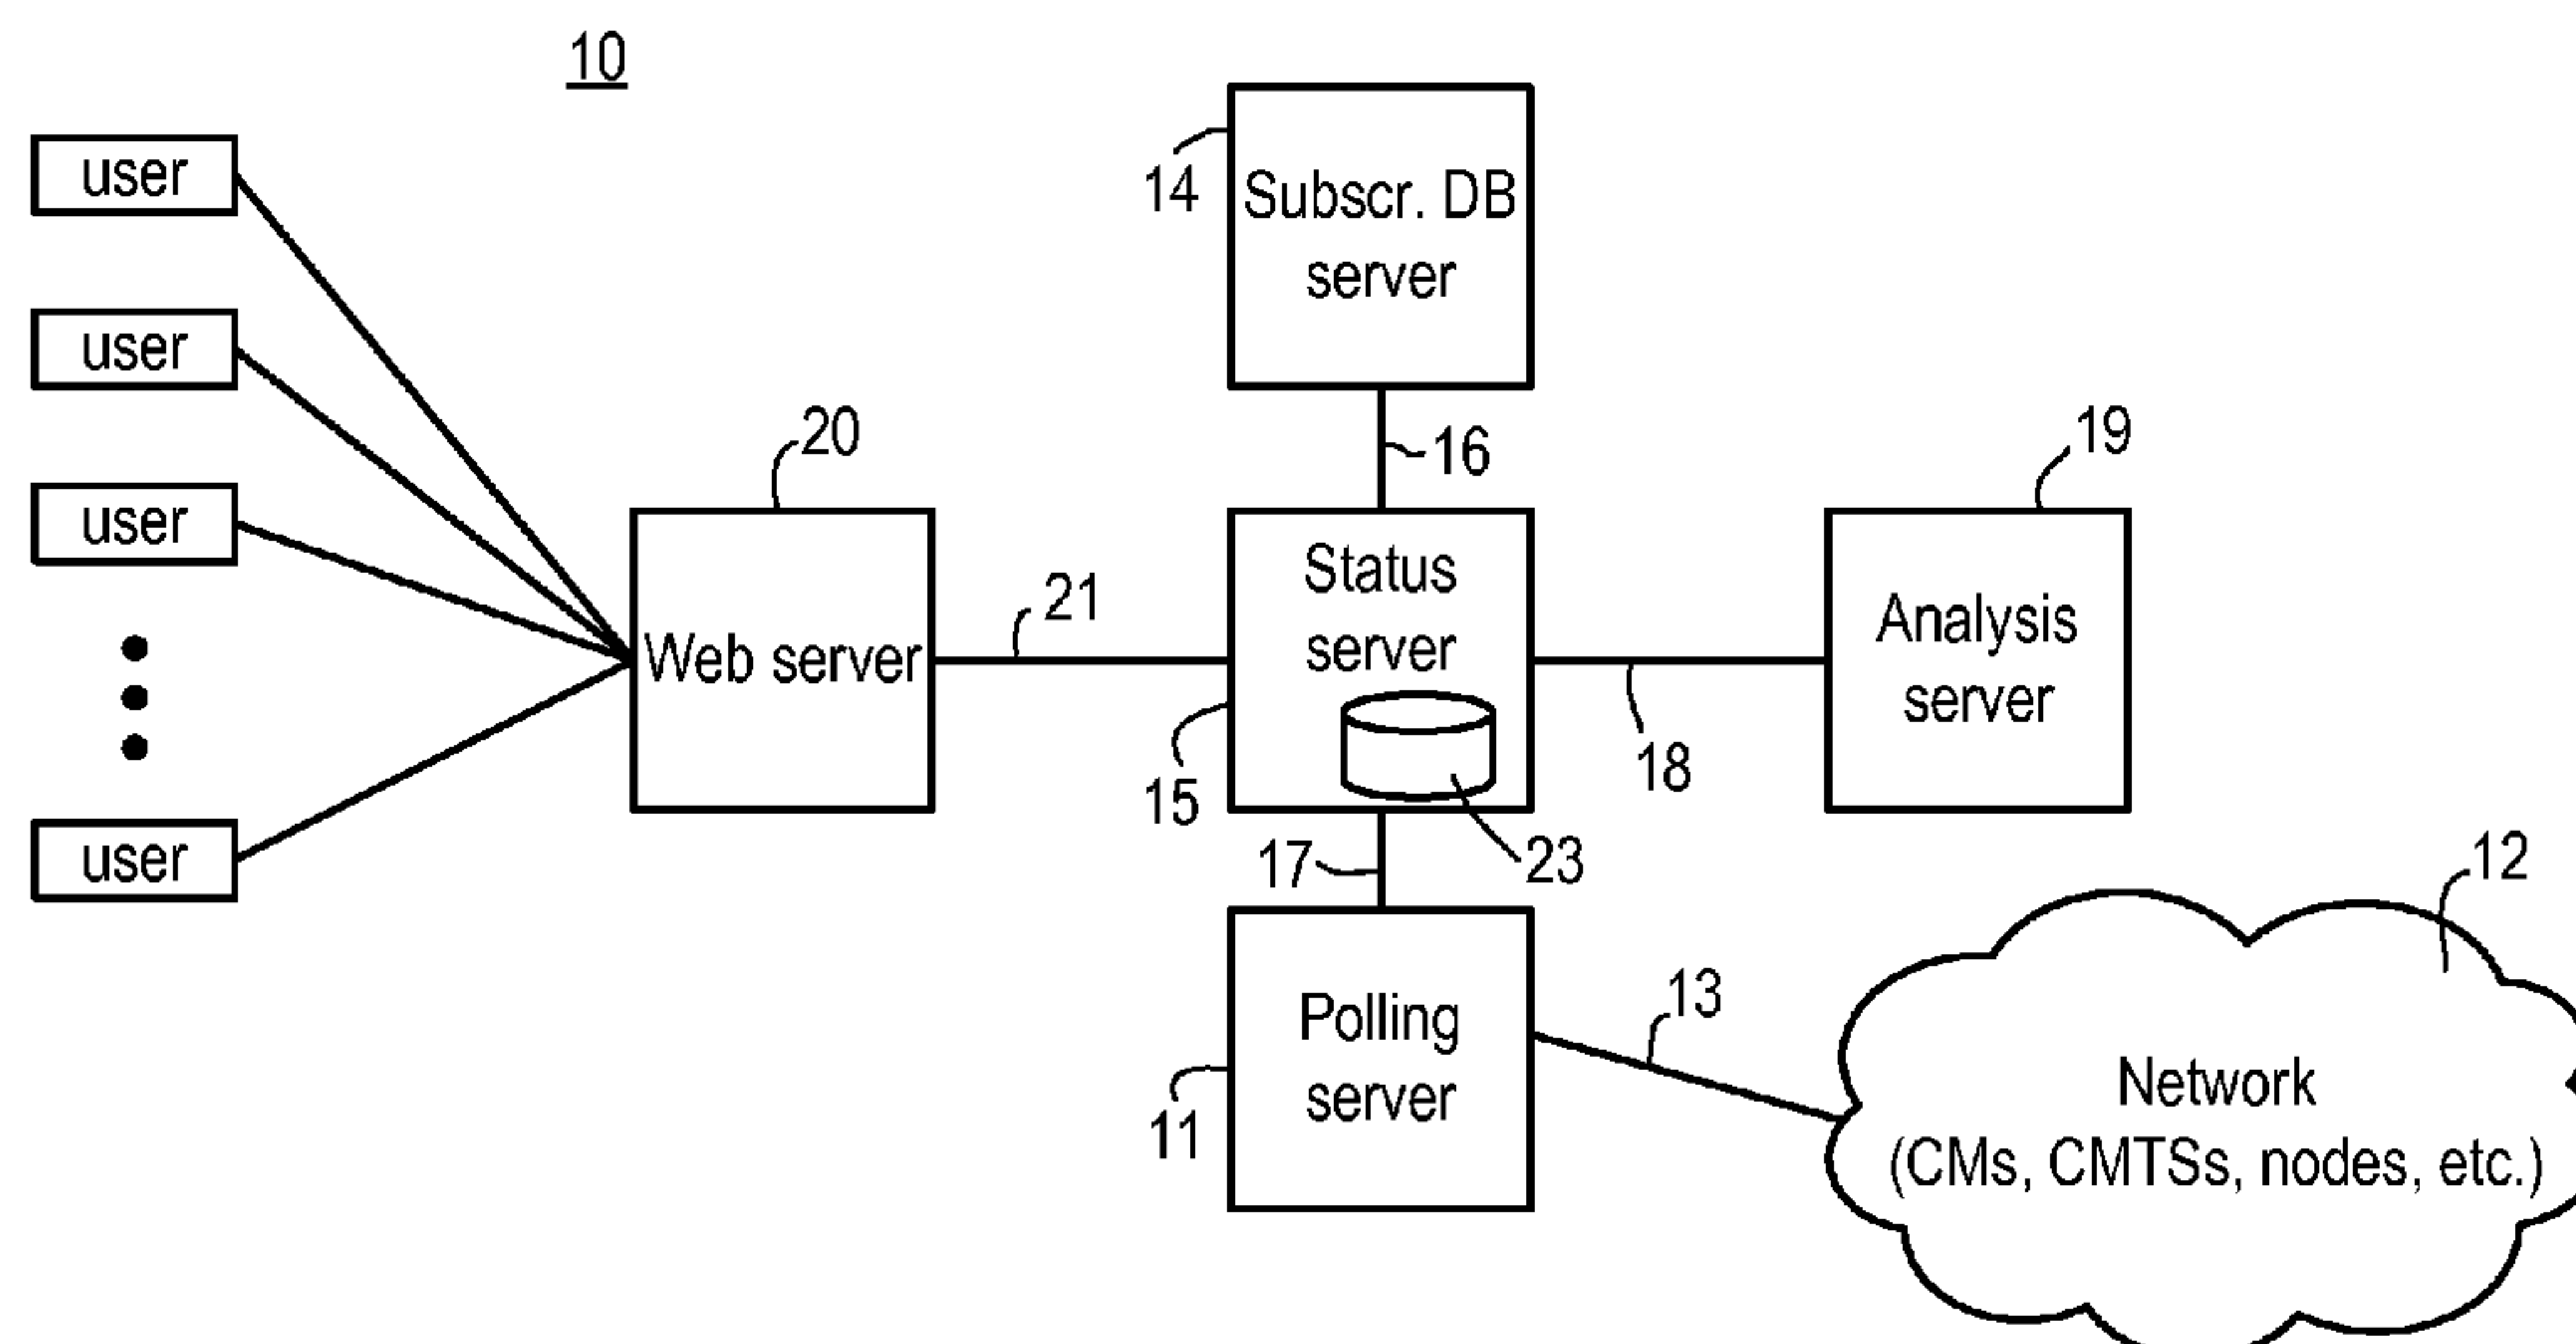 10
user
user
user
user
20
Web server
21
14
Subscr. DB
server
16
Status
server
15
23
17
18
19
Analysis
server
11
Polling
server
13
12
Network
(CMs, CMTSs, nodes, etc.)